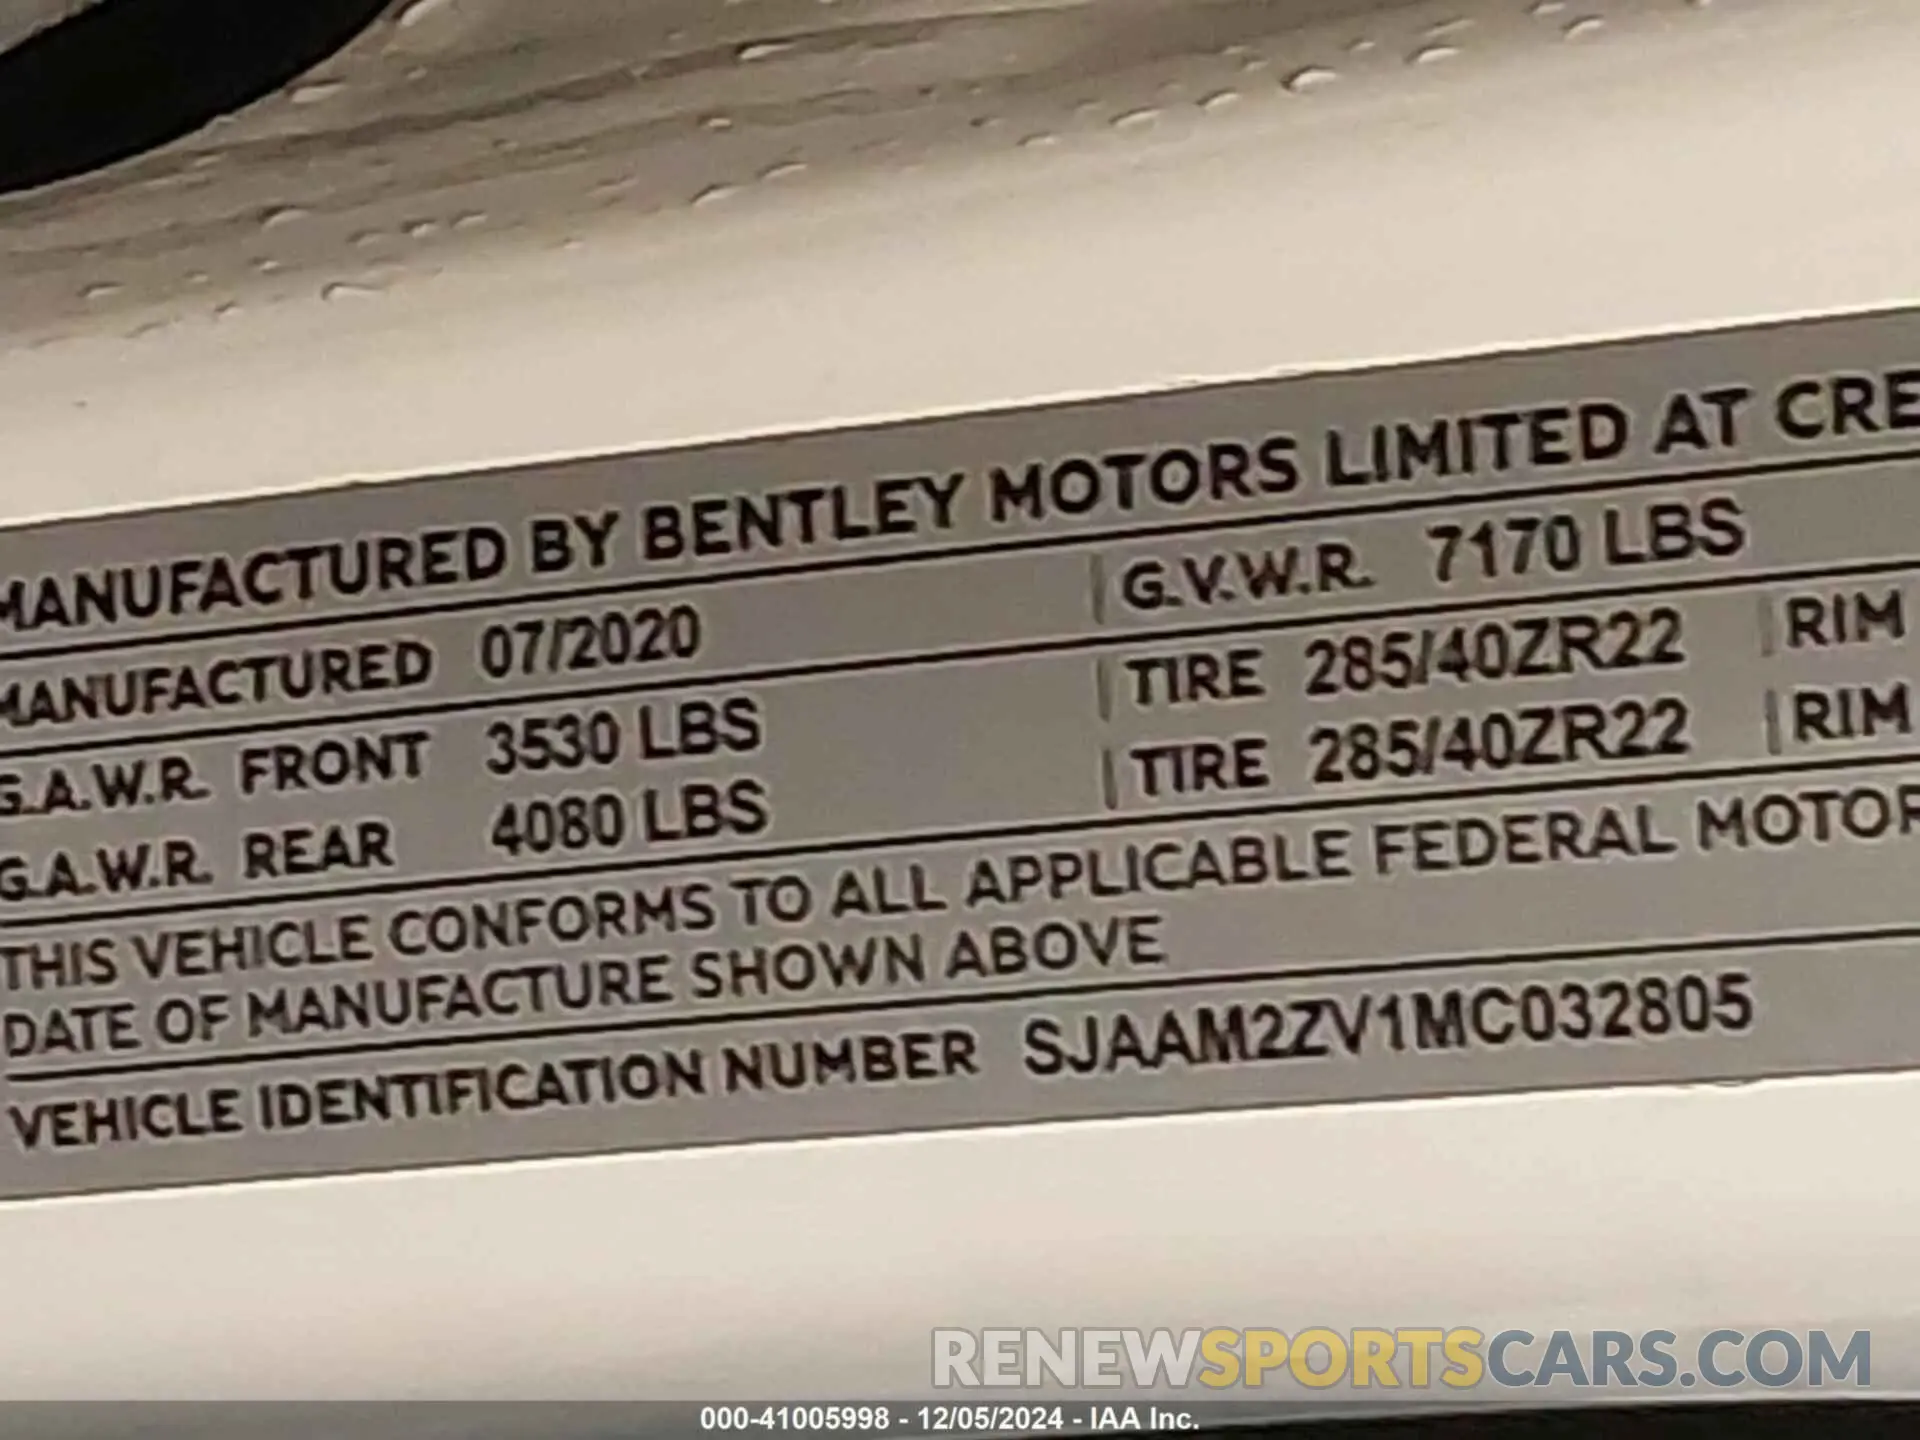 MANUFACTURED BY BENTLEY MOTORS LIMITED AT CRE
MANUFACTURED 07/2020 G.V.W.R. 7170 LBS
G.A.W.R. FRONT 3530 LBS TIRE 285/40ZR22 RIM
G.A.W.R. REAR 4080 LBS TIRE 285/40ZR22 RIM
THIS VEHICLE CONFORMS TO ALL APPLICABLE FEDERAL MOTOR
DATE OF MANUFACTURE SHOWN ABOVE
VEHICLE IDENTIFICATION NUMBER SJAAM2ZV1MC032805
RENEWSPORTSCARS.COM
000-41005998 - 12/05/2024 - IAA Inc.